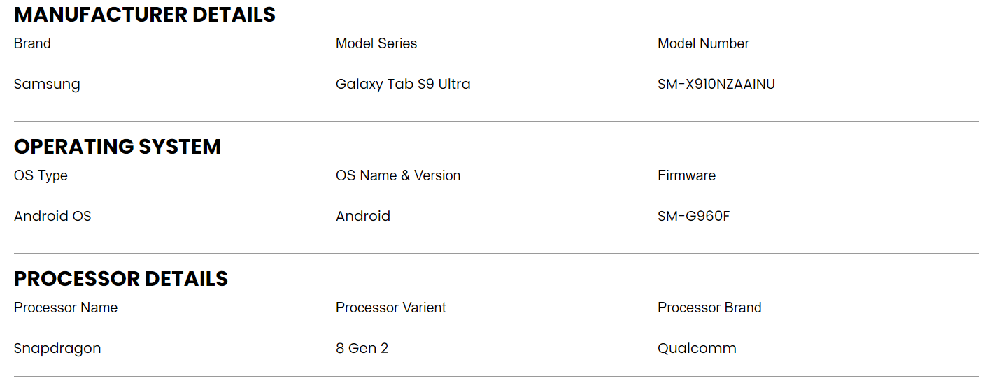 MANUFACTURER DETAILS
Brand Model Series Model Number
Samsung Galaxy Tab S9 Ultra SM-X910NZAAINU
OPERATING SYSTEM
OS Type OS Name & Version Firmware
Android OS Android SM-G960F
PROCESSOR DETAILS
Processor Name Processor Varient Processor Brand
Snapdragon 8 Gen 2 Qualcomm